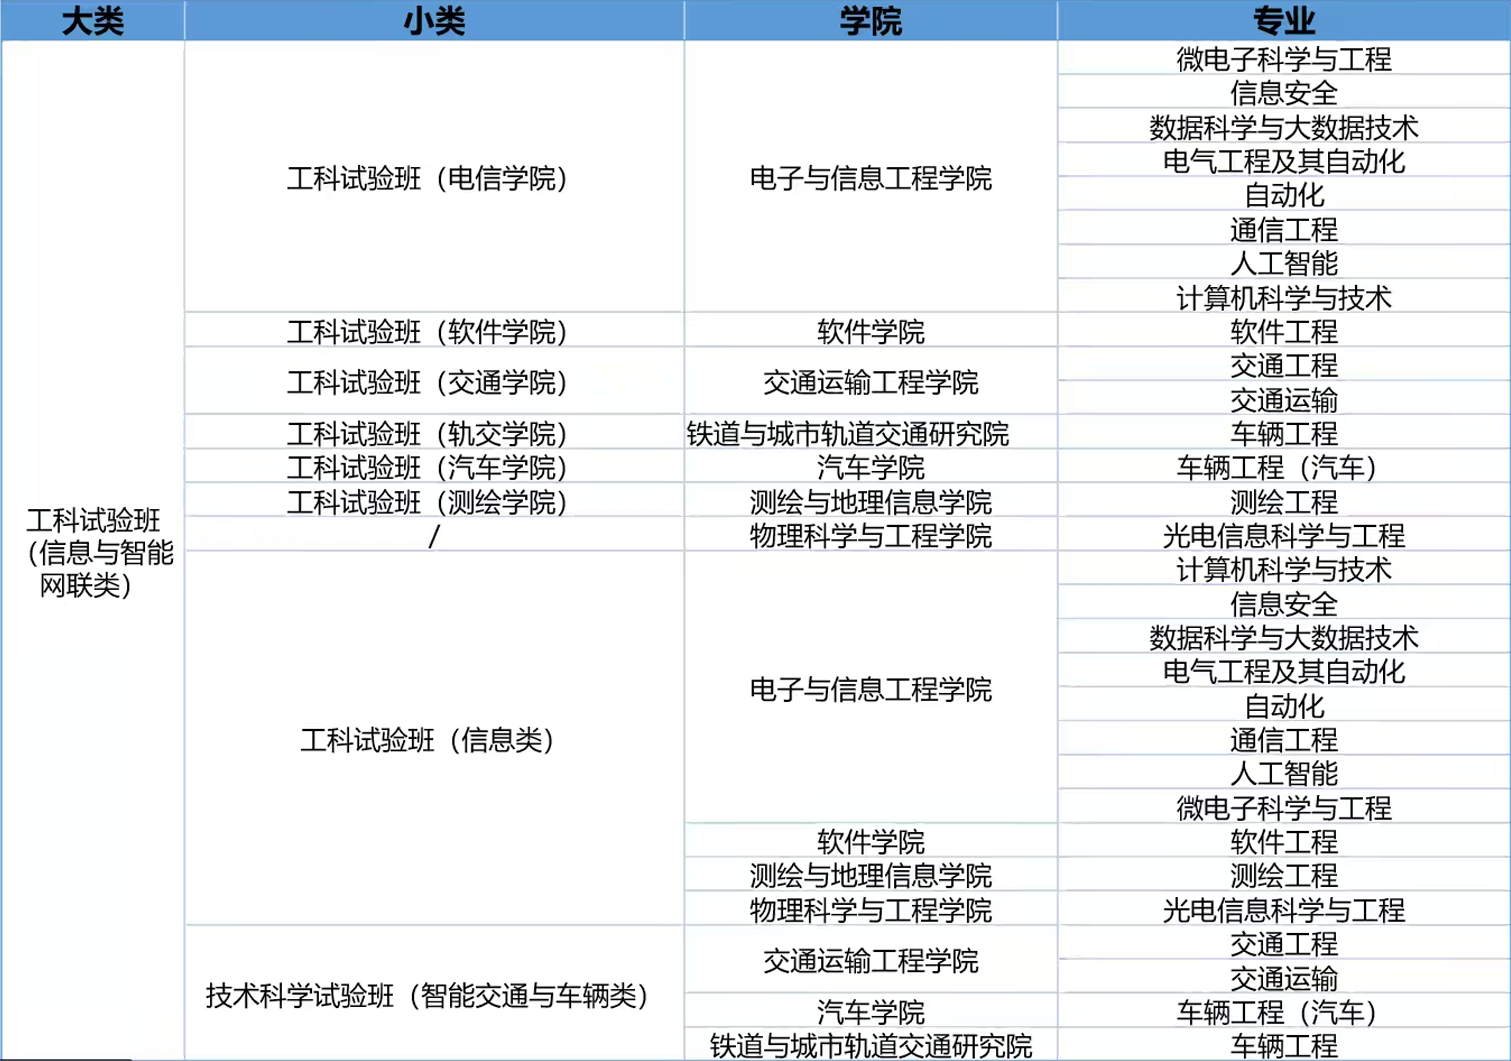 大类 小类 学院 专业
微电子科学与工程
信息安全
数据科学与大数据技术
电气工程及其自动化
工科试验班（电信学院） 电子与信息工程学院
自动化
通信工程
人工智能
计算机科学与技术
工科试验班（软件学院） 软件学院 软件工程
工科试验班（交通学院） 交通运输工程学院 交通工程
交通运输
工科试验班（轨交学院） 铁道与城市轨道交通研究院 车辆工程
工科试验班（汽车学院） 汽车学院 车辆工程（汽车）
工科试验班（测绘学院） 测绘与地理信息学院 测绘工程
/ 物理科学与工程学院 光电信息科学与工程
工科试验班
（信息与智能
网联类）
计算机科学与技术
信息安全
数据科学与大数据技术
电气工程及其自动化
工科试验班（信息类） 电子与信息工程学院
自动化
通信工程
人工智能
微电子科学与工程
软件学院 软件工程
测绘与地理信息学院 测绘工程
物理科学与工程学院 光电信息科学与工程
技术科学试验班（智能交通与车辆类） 交通运输工程学院 交通工程
交通运输
汽车学院 车辆工程（汽车）
铁道与城市轨道交通研究院 车辆工程